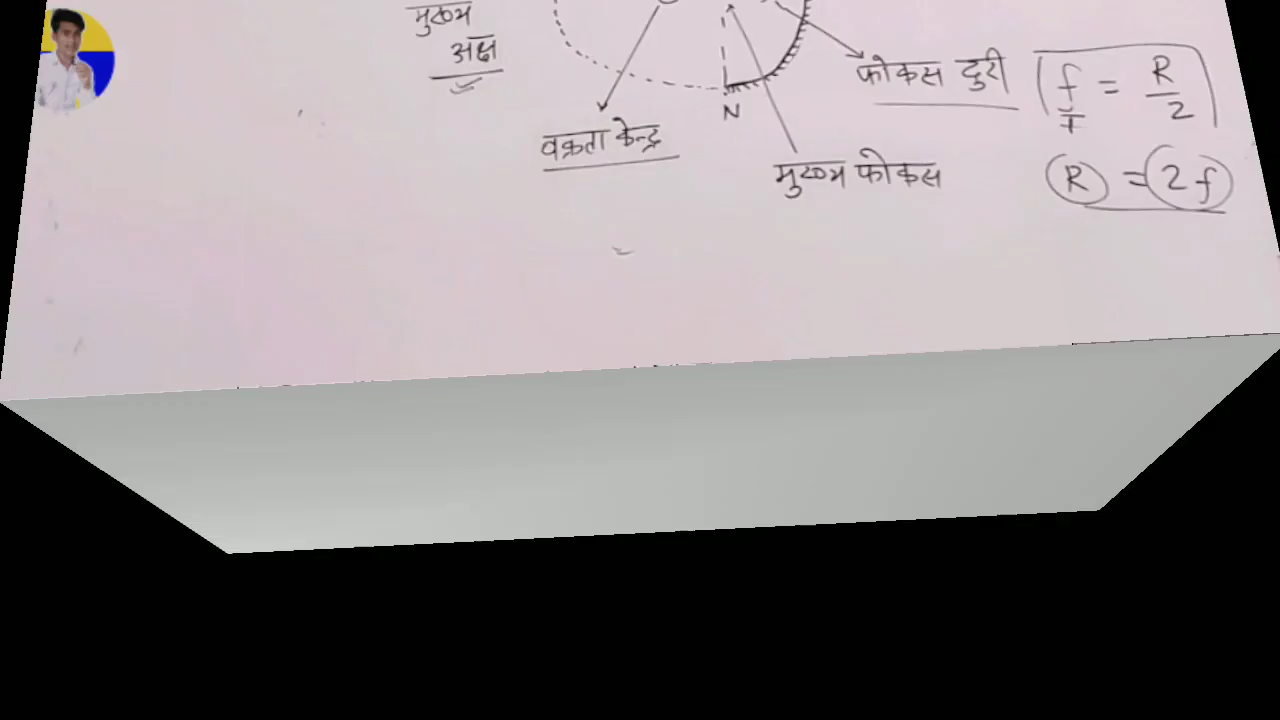 मुख्य
अक्ष
वक्रता केन्द्र
N
मुख्य फोकस
फोकस दुरी
f = R/2
R = 2f